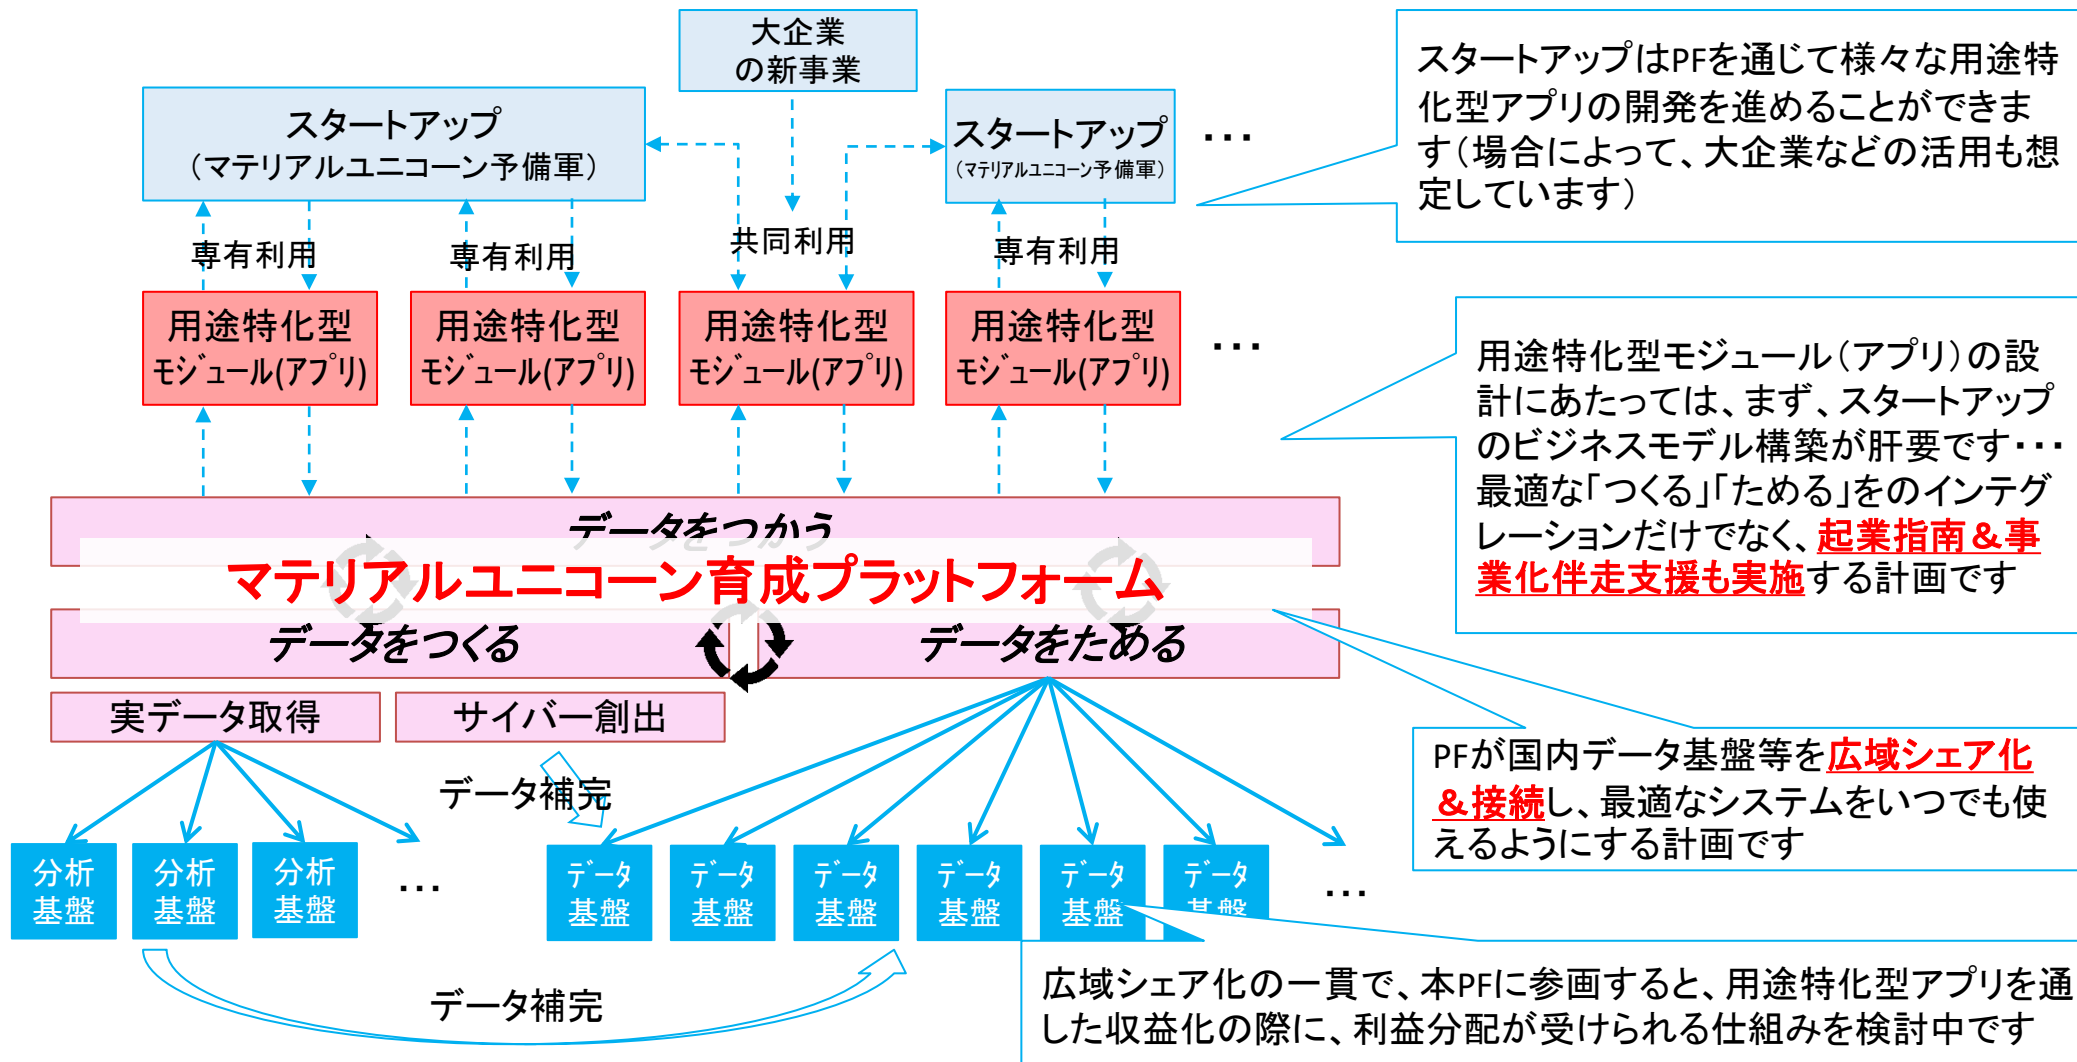 大企業
の新事業
スタートアップ
（マテリアルユニコーン予備軍）
スタートアップ
（マテリアルユニコーン予備軍）
･･･
スタートアップはPFを通じて様々な用途特
化型アプリの開発を進めることができま
す（場合によって、大企業などの活用も想
定しています）
専有利用
専有利用
共同利用
専有利用
用途特化型
ﾓｼﾞｭｰﾙ(ｱﾌﾟﾘ)
用途特化型
ﾓｼﾞｭｰﾙ(ｱﾌﾟﾘ)
用途特化型
ﾓｼﾞｭｰﾙ(ｱﾌﾟﾘ)
用途特化型
ﾓｼﾞｭｰﾙ(ｱﾌﾟﾘ)
･･･
用途特化型モジュール（アプリ）の設
計にあたっては、まず、スタートアップ
のビジネスモデル構築が肝要です･･･
最適な「つくる」「ためる」をのインテグ
レーションだけでなく、起業指南＆事
業化伴走支援も実施する計画です
データをつかう
マテリアルユニコーン育成プラットフォーム
データをつくる
データをためる
実データ取得
サイバー創出
データ補完
PFが国内データ基盤等を広域シェア化
＆接続し、最適なシステムをいつでも使
えるようにする計画です
分析
基盤
分析
基盤
分析
基盤
･･･
ﾃﾞｰﾀ
基盤
ﾃﾞｰﾀ
基盤
ﾃﾞｰﾀ
基盤
ﾃﾞｰﾀ
基盤
ﾃﾞｰﾀ
基盤
ﾃﾞｰﾀ
基盤
･･･
データ補完
広域シェア化の一貫で、本PFに参画すると、用途特化型アプリを通
した収益化の際に、利益分配が受けられる仕組みを検討中です